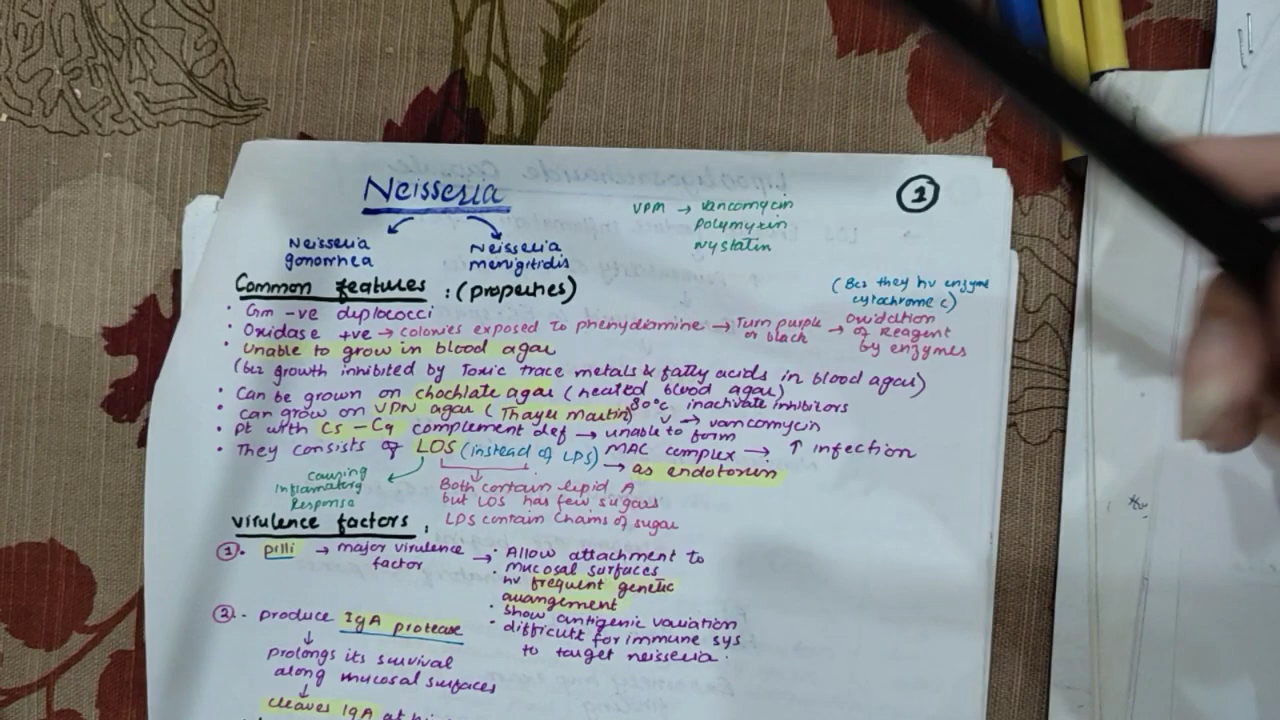 Neisseria
1
VPM → vancomycin
polymyxin
nystatin
Neisseria
gonorrhea
Neisseria
menigitidis
Common features : (properties)
(Bcz they hv enzyme
cytochrome c)
• Gm -ve diplococci
• Oxidase +ve → colonies exposed to phenydiamine → Turn purple or black → Oxidation of Reagent by enzymes
• Unable to grow in blood agar
(bcz growth inhibited by Toxic trace metals & fatty acids in blood agar)
• Can be grown on chochlate agar (heated blood agar)
80°c inactivate inhibitors
• Can grow on VPN agar (Thayer Martin) V → vancomycin
• Pt with C5 - C9 complement def → unable to form MAC complex → ↑ infection
• They consists of LOS (instead of LPS) → as endotoxin
Causing
Inflamatory
Response
Both contain lepid A
but LOS has few sugars
LPS contain Chains of sugar
Virulence factors :
1. pilli → major virulence factor → • Allow attachment to
mucosal surfaces
• hv frequent genetic
arrangement
• Show antigenic variation
• difficult for immune sys
to target neisseria.
2. - produce IgA protease
↓
prolongs its survival
along mucosal surfaces
↓
cleaves IgA at